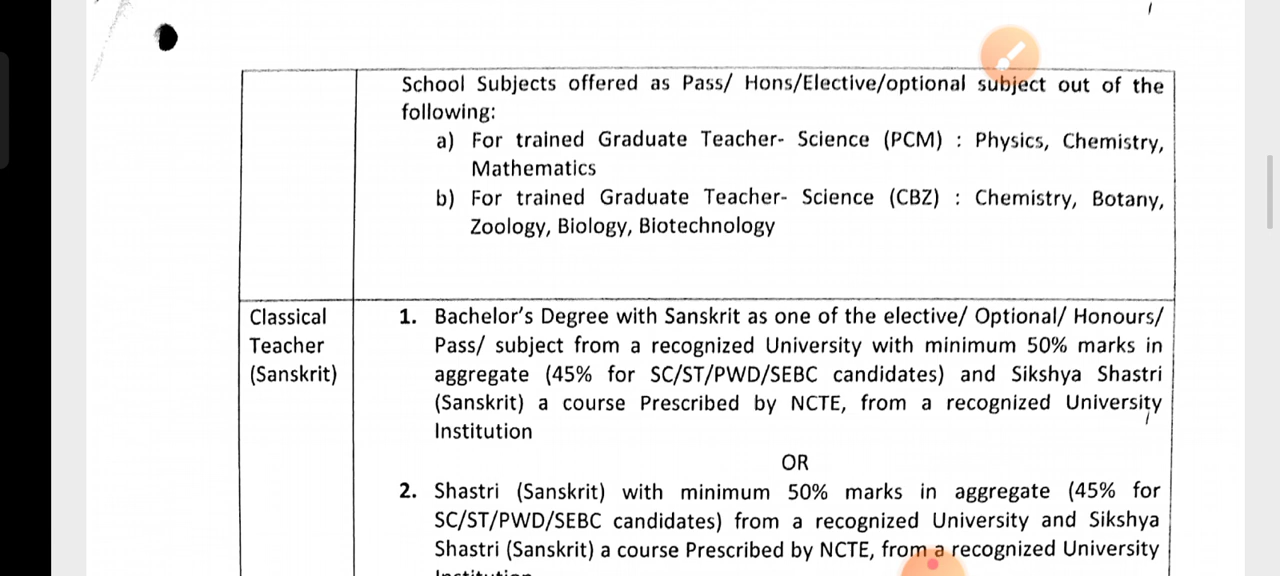 School Subjects offered as Pass/ Hons/Elective/optional subject out of the
following:
a) For trained Graduate Teacher- Science (PCM) : Physics, Chemistry,
Mathematics
b) For trained Graduate Teacher- Science (CBZ) : Chemistry, Botany,
Zoology, Biology, Biotechnology
Classical
Teacher
(Sanskrit)
1. Bachelor's Degree with Sanskrit as one of the elective/ Optional/ Honours/
Pass/ subject from a recognized University with minimum 50% marks in
aggregate (45% for SC/ST/PWD/SEBC candidates) and Sikshya Shastri
(Sanskrit) a course Prescribed by NCTE, from a recognized University
Institution
OR
2. Shastri (Sanskrit) with minimum 50% marks in aggregate (45% for
SC/ST/PWD/SEBC candidates) from a recognized University and Sikshya
Shastri (Sanskrit) a course Prescribed by NCTE, from a recognized University